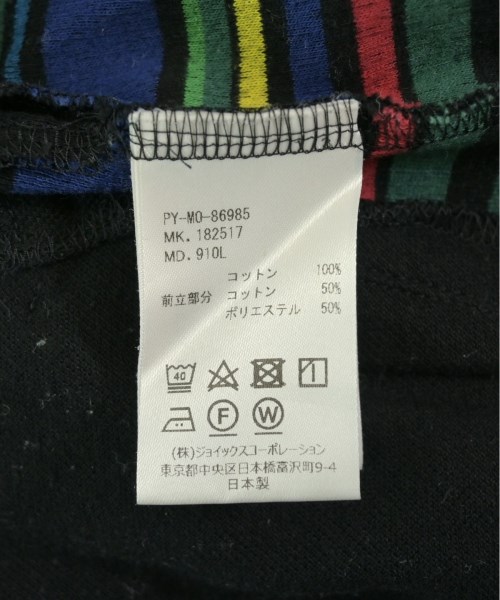 PY-MO-86985
MK. 182517
MD. 910L
コットン 100%
前立部分 コットン 50%
ポリエステル 50%
40
F W
(株)ジョイックスコーポレーション
東京都中央区日本橋富沢町9-4
日本製